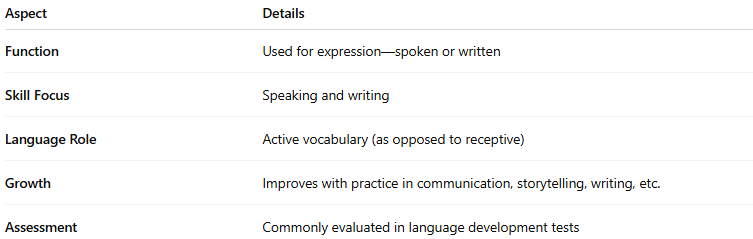 Aspect Details
Function Used for expression—spoken or written
Skill Focus Speaking and writing
Language Role Active vocabulary (as opposed to receptive)
Growth Improves with practice in communication, storytelling, writing, etc.
Assessment Commonly evaluated in language development tests